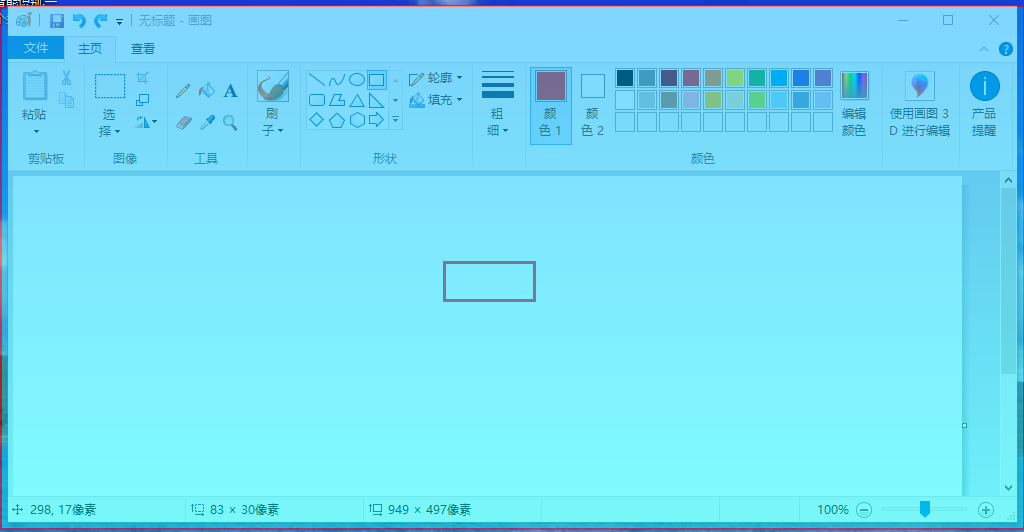 无标题 - 画图
文件 主页 查看
粘贴
选
择
刷
子
轮廓
填充
粗
细
颜
色 1
颜
色 2
编辑
颜色
使用画图 3
D 进行编辑
产品
提醒
剪贴板 图像 工具 形状 颜色
298, 17像素 83 × 30像素 949 × 497像素 100%